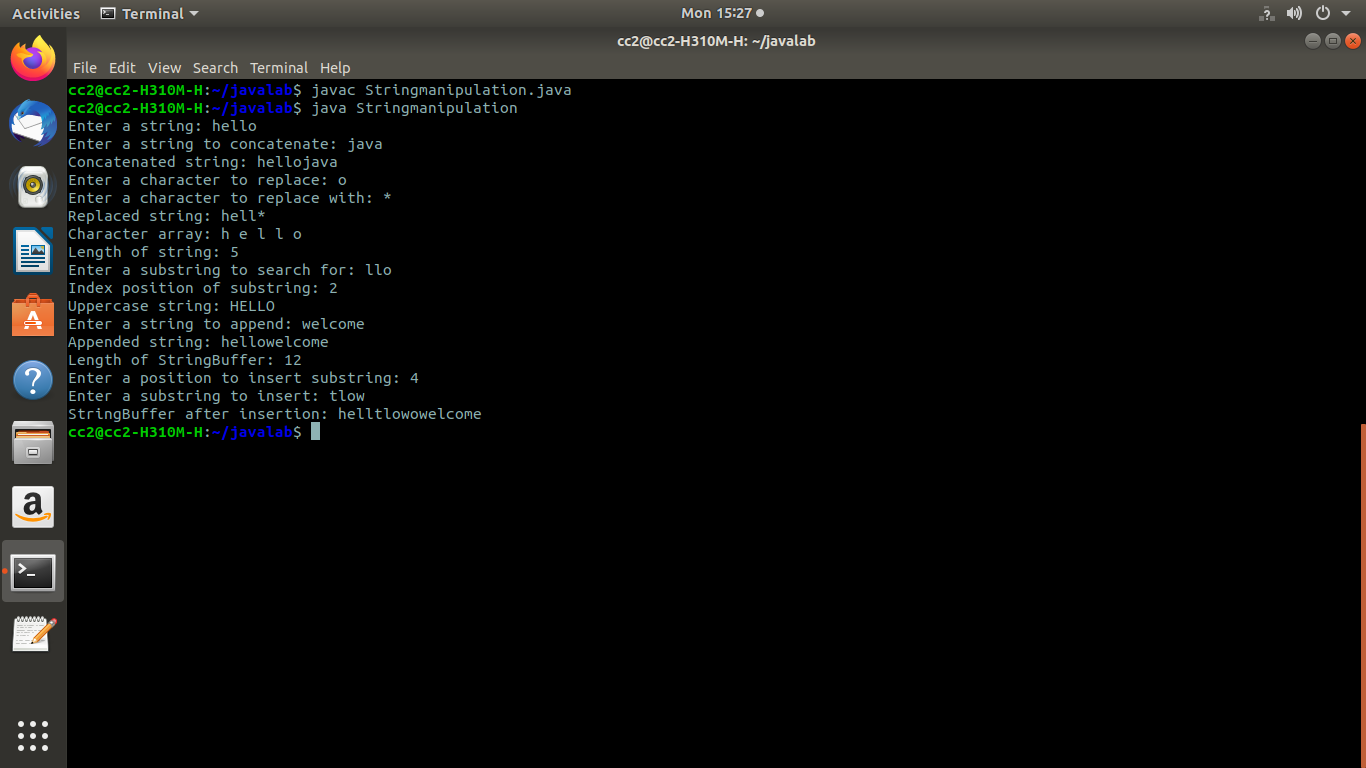 Activities Terminal Mon 15:27
cc2@cc2-H310M-H: ~/javalab
File Edit View Search Terminal Help
cc2@cc2-H310M-H:~/javalab$ javac Stringmanipulation.java
cc2@cc2-H310M-H:~/javalab$ java Stringmanipulation
Enter a string: hello
Enter a string to concatenate: java
Concatenated string: hellojava
Enter a character to replace: o
Enter a character to replace with: *
Replaced string: hell*
Character array: h e l l o
Length of string: 5
Enter a substring to search for: llo
Index position of substring: 2
Uppercase string: HELLO
Enter a string to append: welcome
Appended string: hellowelcome
Length of StringBuffer: 12
Enter a position to insert substring: 4
Enter a substring to insert: tlow
StringBuffer after insertion: helltlowowelcome
cc2@cc2-H310M-H:~/javalab$